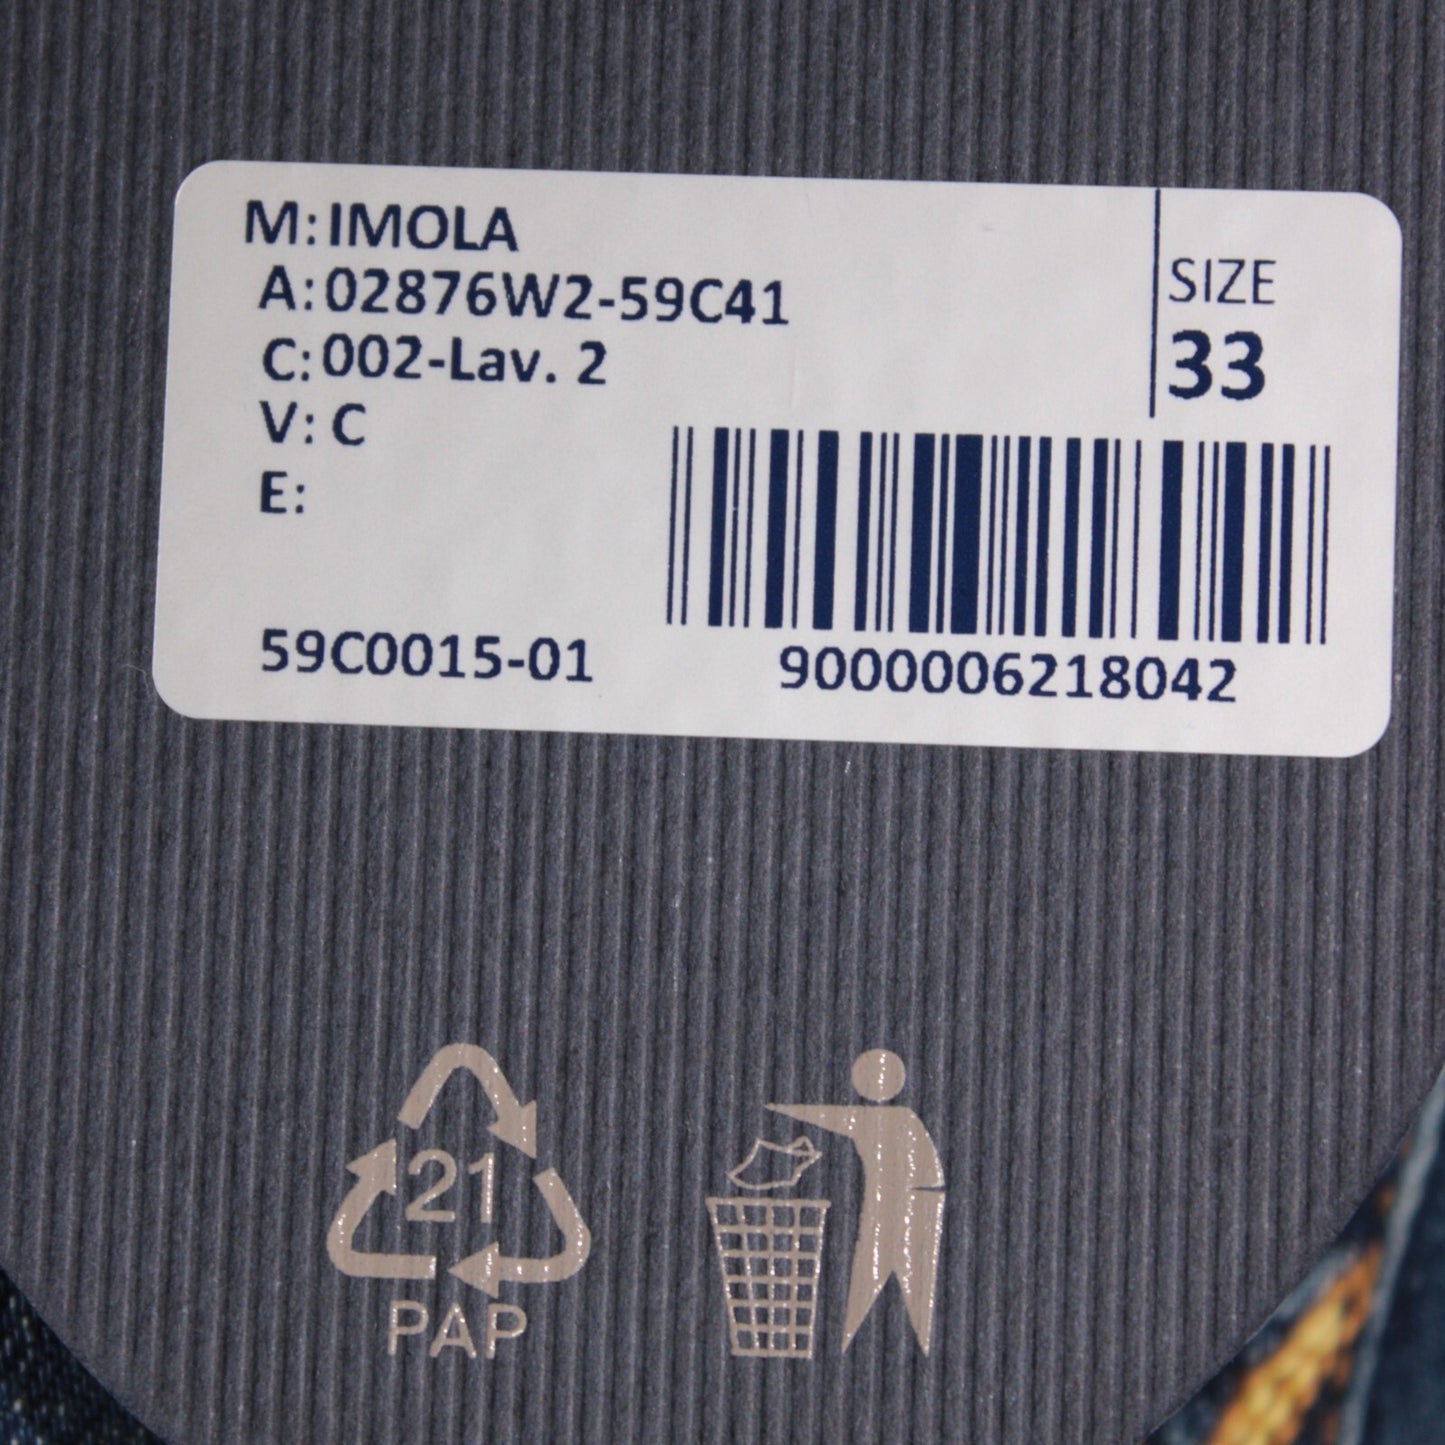 M: IMOLA
A: 02876W2-59C41
C: 002-Lav. 2
V: C
E:
SIZE
33
59C0015-01
9000006218042
21
PAP